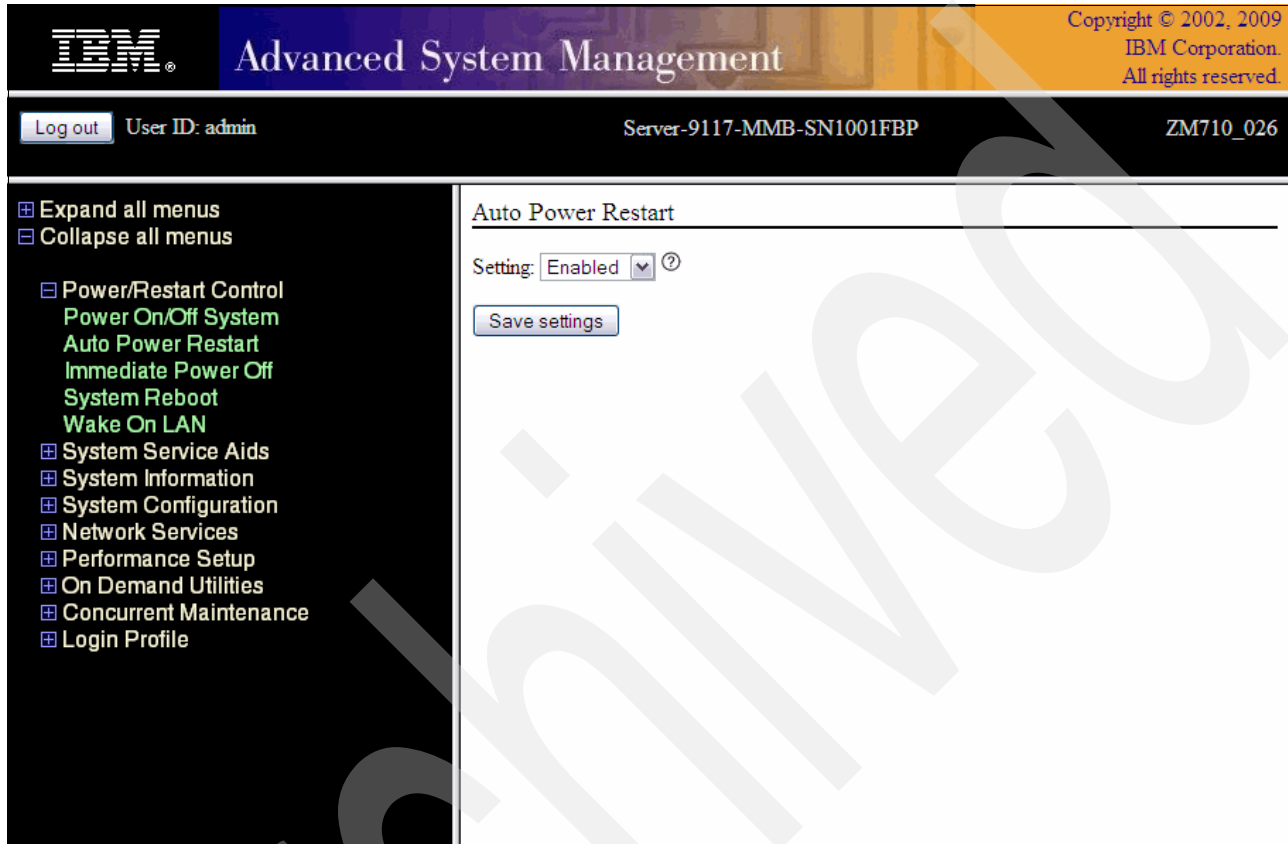 IBM®
Advanced System Management
Copyright © 2002, 2009
IBM Corporation.
All rights reserved.
Log out
User ID: admin
Server-9117-MMB-SN1001FBP
ZM710_026
Expand all menus
Collapse all menus
Power/Restart Control
Power On/Off System
Auto Power Restart
Immediate Power Off
System Reboot
Wake On LAN
System Service Aids
System Information
System Configuration
Network Services
Performance Setup
On Demand Utilities
Concurrent Maintenance
Login Profile
Auto Power Restart
Setting: Enabled ?
Save settings
hived